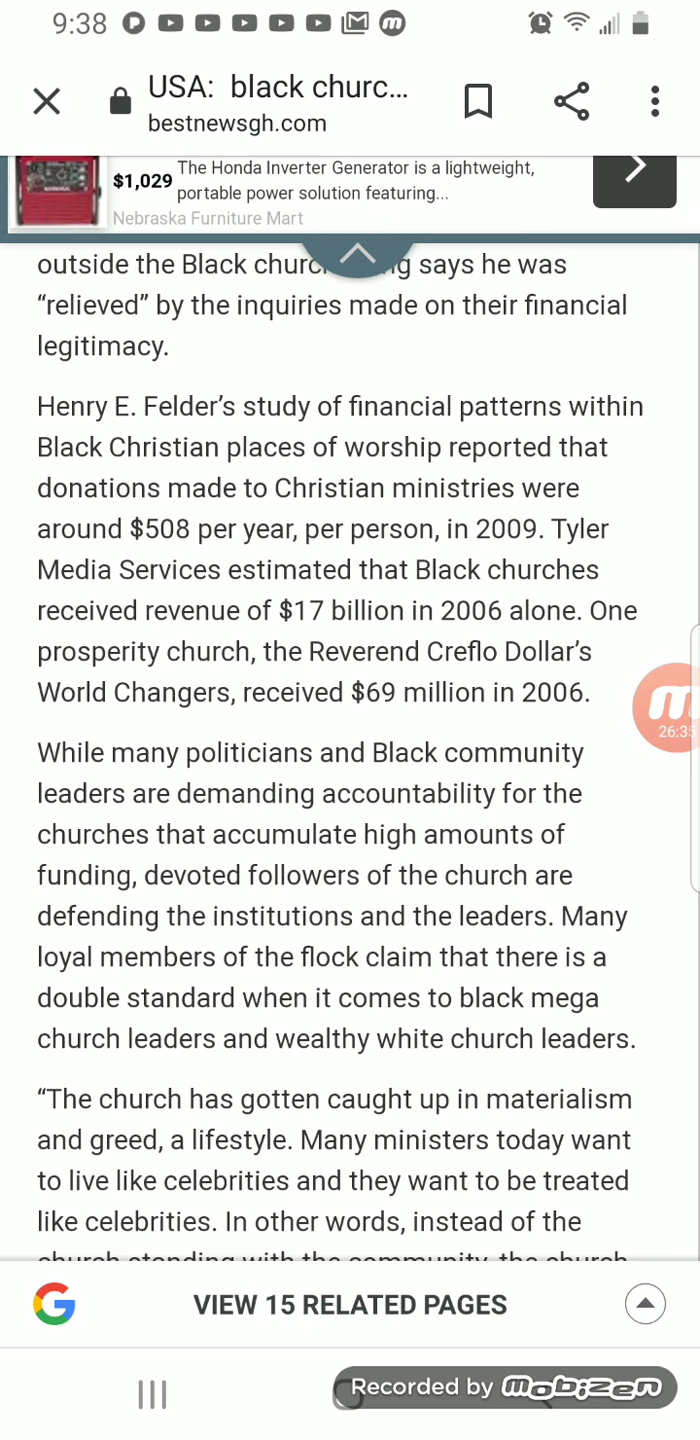 9:38
USA:  black churc...
bestnewsgh.com
$1,029
The Honda Inverter Generator is a lightweight,
portable power solution featuring...
Nebraska Furniture Mart
outside the Black says he was
“relieved” by the inquiries made on their financial
legitimacy.
Henry E. Felder’s study of financial patterns within
Black Christian places of worship reported that
donations made to Christian ministries were
around $508 per year, per person, in 2009. Tyler
Media Services estimated that Black churches
received revenue of $17 billion in 2006 alone. One
prosperity church, the Reverend Creflo Dollar’s
World Changers, received $69 million in 2006.
26:35
While many politicians and Black community
leaders are demanding accountability for the
churches that accumulate high amounts of
funding, devoted followers of the church are
defending the institutions and the leaders. Many
loyal members of the flock claim that there is a
double standard when it comes to black mega
church leaders and wealthy white church leaders.
“The church has gotten caught up in materialism
and greed, a lifestyle. Many ministers today want
to live like celebrities and they want to be treated
like celebrities. In other words, instead of the
church standing with the community, the church
VIEW 15 RELATED PAGES
Recorded by mobizen